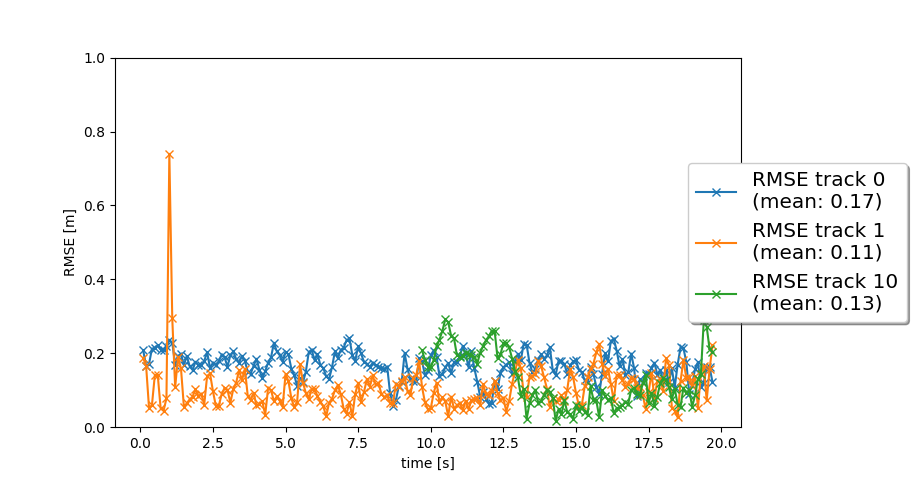 1.0
0.8
0.6
0.4
0.2
0.0
RMSE [m]
0.0 2.5 5.0 7.5 10.0 12.5 15.0 17.5 20.0
time [s]
RMSE track 0
(mean: 0.17)
RMSE track 1
(mean: 0.11)
RMSE track 10
(mean: 0.13)